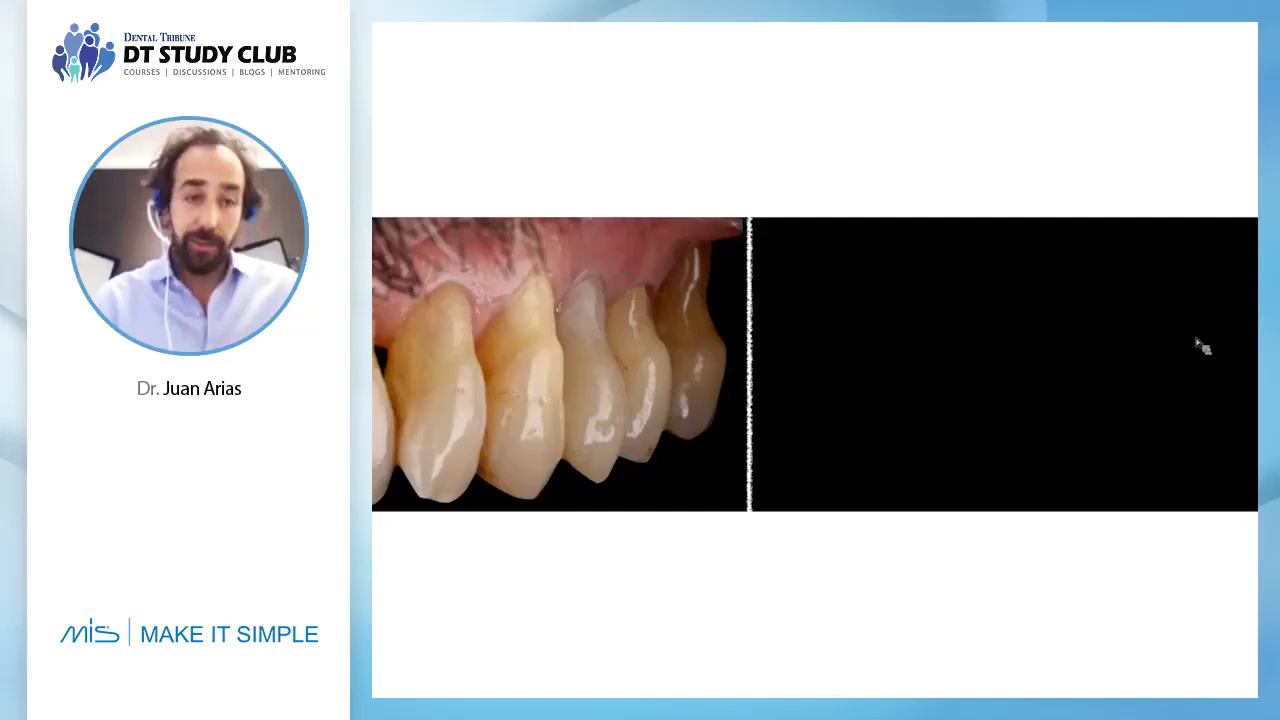 DENTAL TRIBUNE
DT STUDY CLUB
COURSES | DISCUSSIONS | BLOGS | MENTORING
Dr. Juan Arias
MIS | MAKE IT SIMPLE